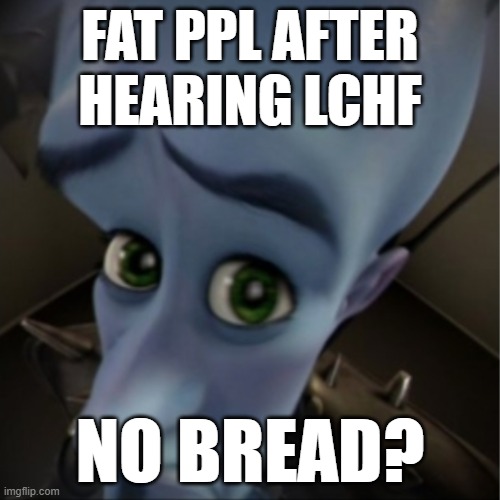 FAT PPL AFTER
HEARING LCHF
NO BREAD?
imgflip.com